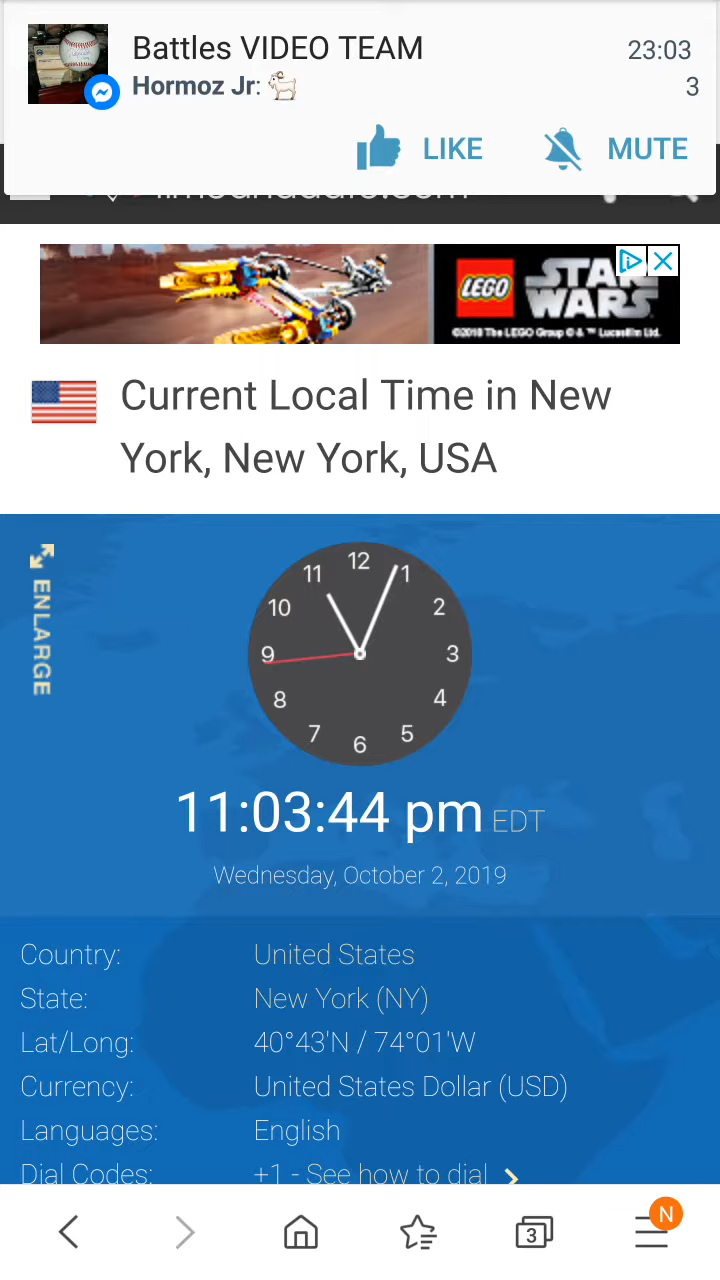 Battles VIDEO TEAM
23:03
Hormoz Jr: 🐐
3
LIKE
MUTE
LEGO
STAR WARS
©2018 The LEGO Group © & ™ Lucasfilm Ltd.
Current Local Time in New
York, New York, USA
ENLARGE
12
1
2
3
4
5
6
7
8
9
10
11
11:03:44 pm EDT
Wednesday, October 2, 2019
Country: United States
State: New York (NY)
Lat/Long: 40°43'N / 74°01'W
Currency: United States Dollar (USD)
Languages: English
Dial Codes: +1 - See how to dial
3
N